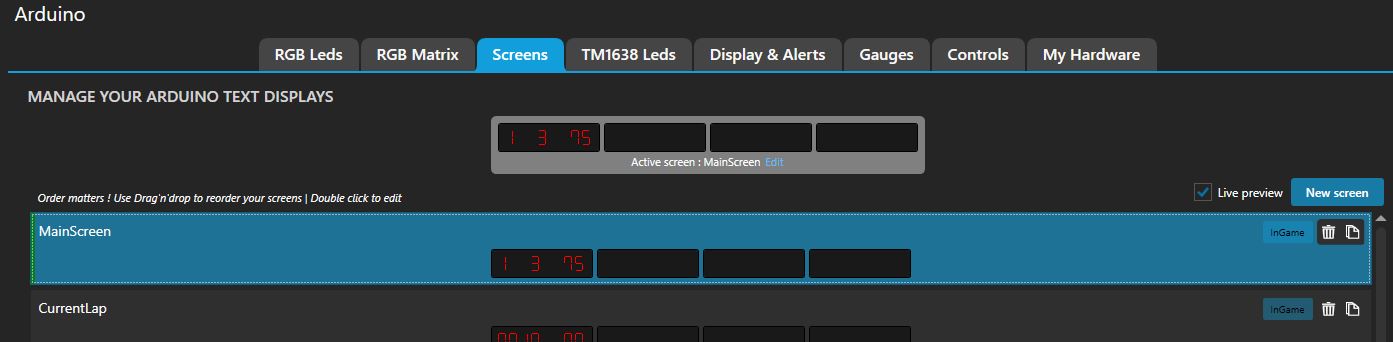 Arduino
RGB Leds RGB Matrix Screens TM1638 Leds Display & Alerts Gauges Controls My Hardware
MANAGE YOUR ARDUINO TEXT DISPLAYS
1 3 75
Active screen : MainScreen Edit
Order matters ! Use Drag'n'drop to reorder your screens | Double click to edit
Live preview New screen
MainScreen InGame
1 3 75
CurrentLap InGame